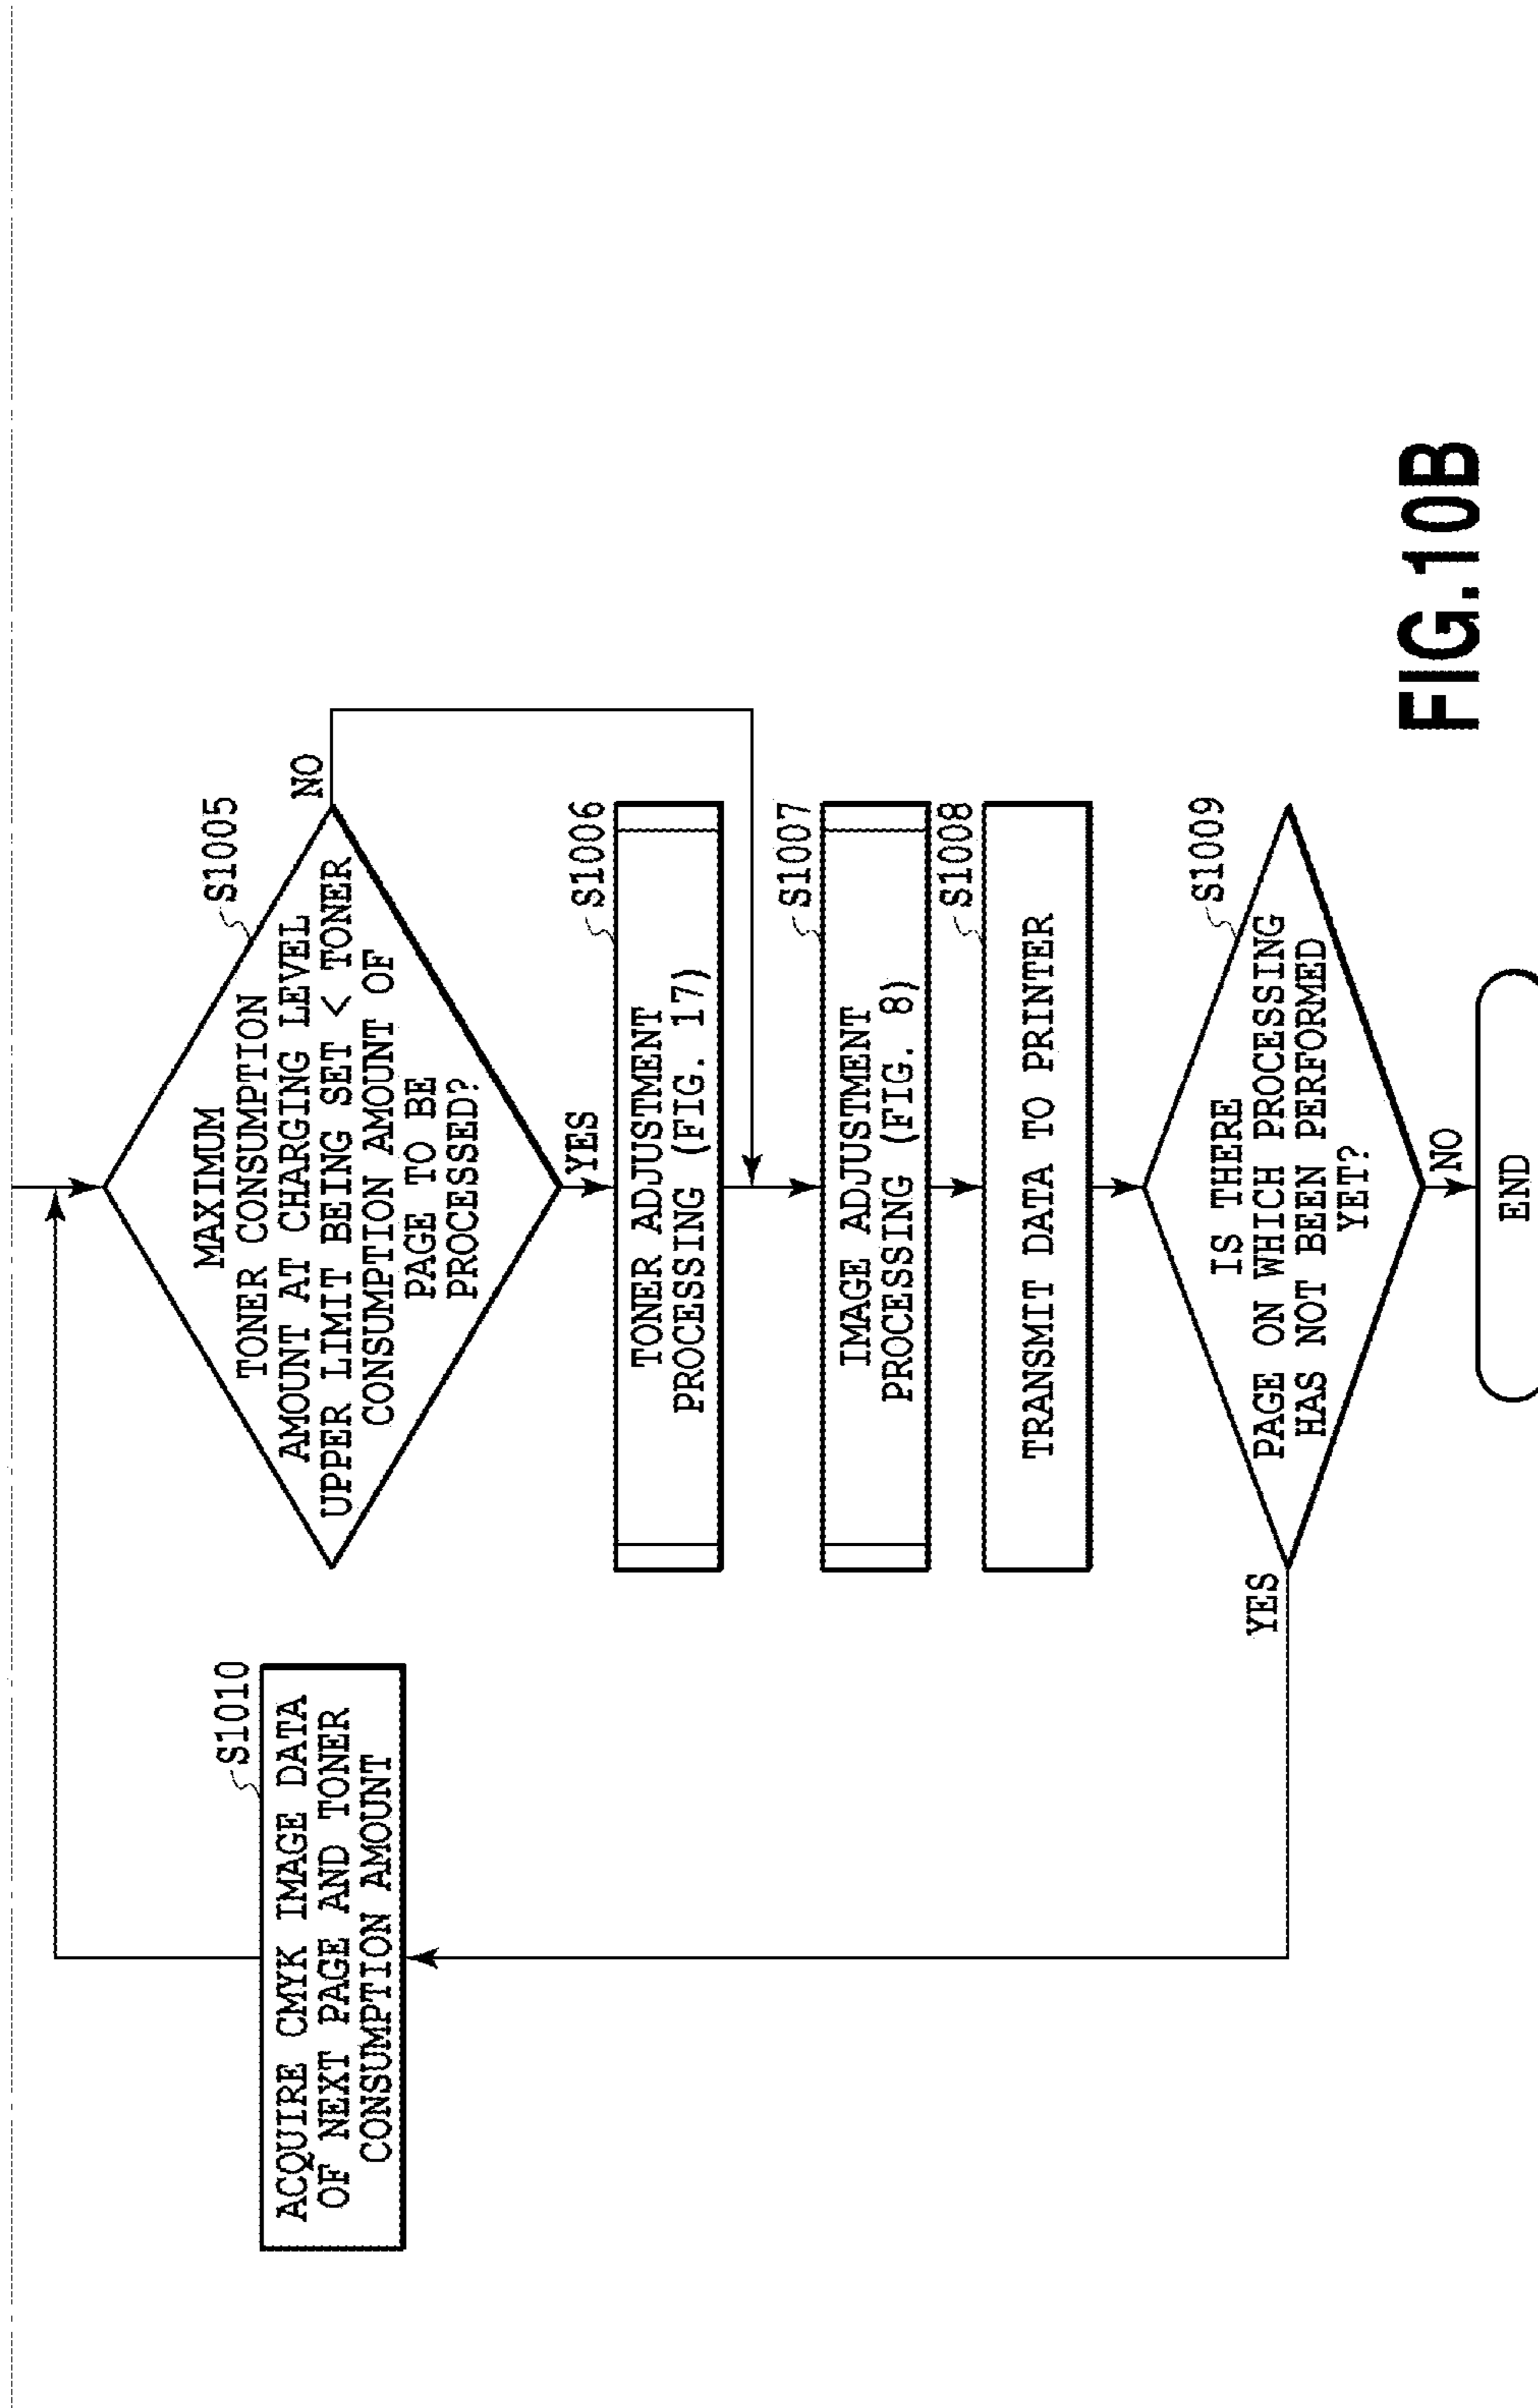 S1005
MAXIMUM
TONER CONSUMPTION
AMOUNT AT CHARGING LEVEL
UPPER LIMIT BEING SET < TONER
CONSUMPTION AMOUNT OF
PAGE TO BE
PROCESSED?
NO
YES
S1006
TONER ADJUSTMENT
PROCESSING (FIG. 17)
S1007
IMAGE ADJUSTMENT
PROCESSING (FIG. 8)
S1008
TRANSMIT DATA TO PRINTER
S1009
IS THERE
PAGE ON WHICH PROCESSING
HAS NOT BEEN PERFORMED
YET?
YES
NO
S1010
ACQUIRE CMYK IMAGE DATA
OF NEXT PAGE AND TONER
CONSUMPTION AMOUNT
END
FIG.10B